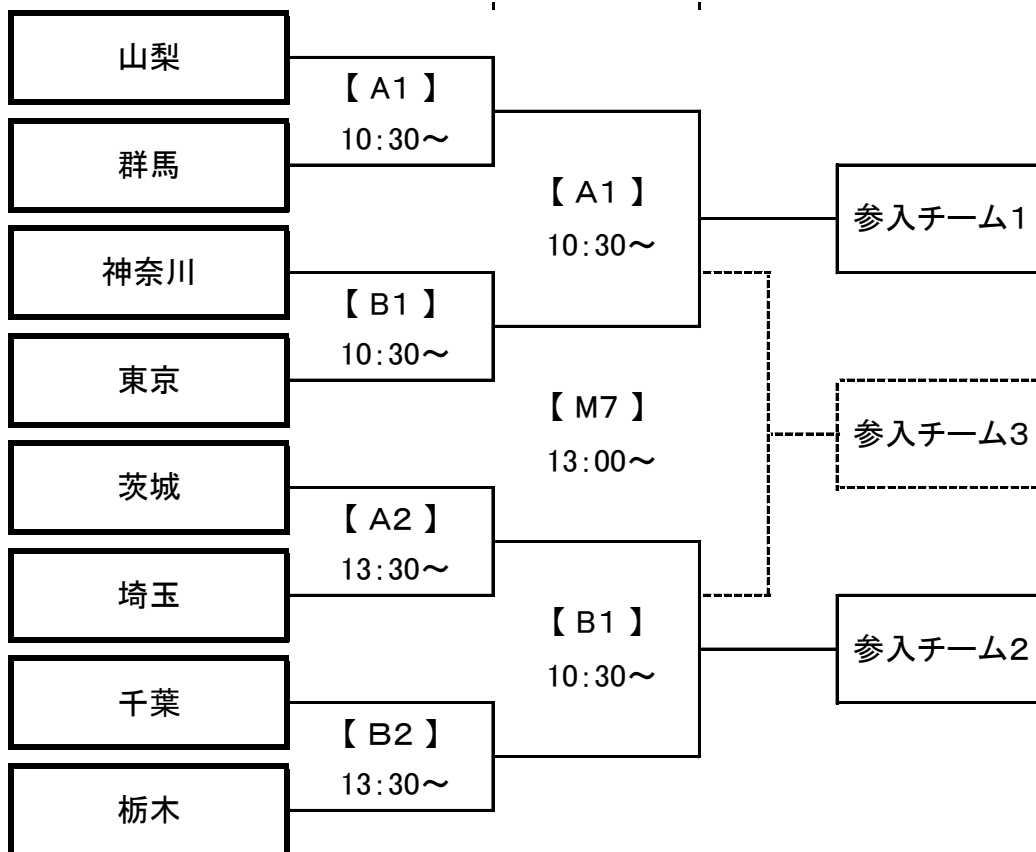 山梨
群馬
神奈川
東京
茨城
埼玉
千葉
栃木
【 A1 】
10:30～
【 B1 】
10:30～
【 A2 】
13:30～
【 B2 】
13:30～
【 A1 】
10:30～
【 M7 】
13:00～
【 B1 】
10:30～
参入チーム1
参入チーム3
参入チーム2